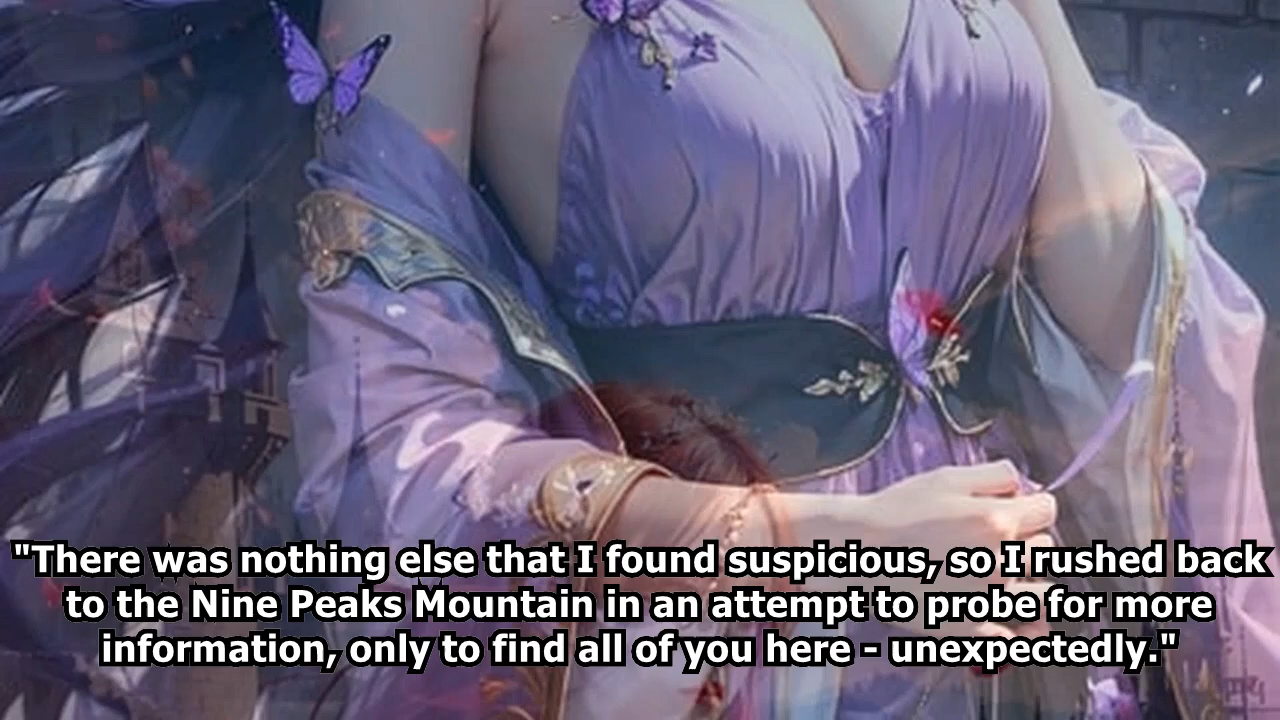 "There was nothing else that I found suspicious, so I rushed back
to the Nine Peaks Mountain in an attempt to probe for more
information, only to find all of you here - unexpectedly."